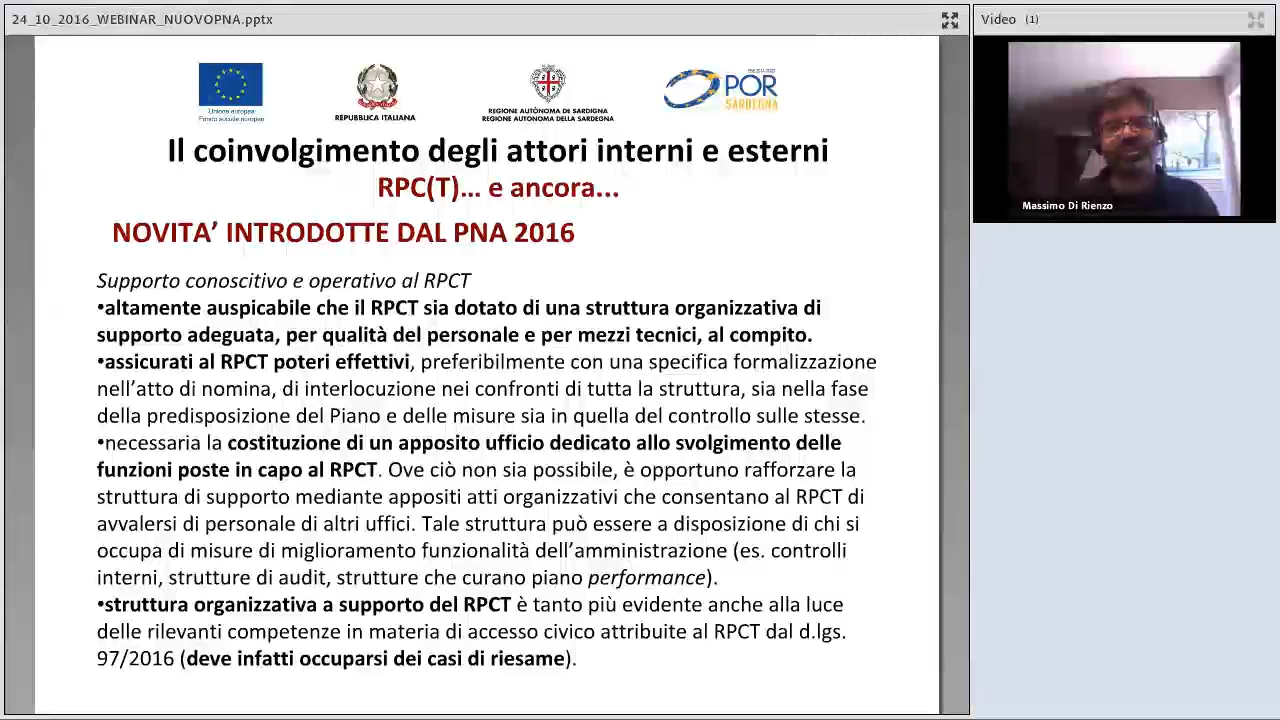 24_10_2016_WEBINAR_NUOVOPNA.pptx
Video (1)
Unione europea
Fondo sociale europeo
REPUBBLICA ITALIANA
REGIONE AUTÒNOMA DE SARDIGNA
REGIONE AUTONOMA DELLA SARDEGNA
POR
SARDEGNA
Massimo Di Rienzo
Il coinvolgimento degli attori interni e esterni
RPC(T)... e ancora...
NOVITA’ INTRODOTTE DAL PNA 2016
Supporto conoscitivo e operativo al RPCT
•altamente auspicabile che il RPCT sia dotato di una struttura organizzativa di
supporto adeguata, per qualità del personale e per mezzi tecnici, al compito.
•assicurati al RPCT poteri effettivi, preferibilmente con una specifica formalizzazione
nell’atto di nomina, di interlocuzione nei confronti di tutta la struttura, sia nella fase
della predisposizione del Piano e delle misure sia in quella del controllo sulle stesse.
•necessaria la costituzione di un apposito ufficio dedicato allo svolgimento delle
funzioni poste in capo al RPCT. Ove ciò non sia possibile, è opportuno rafforzare la
struttura di supporto mediante appositi atti organizzativi che consentano al RPCT di
avvalersi di personale di altri uffici. Tale struttura può essere a disposizione di chi si
occupa di misure di miglioramento funzionalità dell’amministrazione (es. controlli
interni, strutture di audit, strutture che curano piano performance).
•struttura organizzativa a supporto del RPCT è tanto più evidente anche alla luce
delle rilevanti competenze in materia di accesso civico attribuite al RPCT dal d.lgs.
97/2016 (deve infatti occuparsi dei casi di riesame).